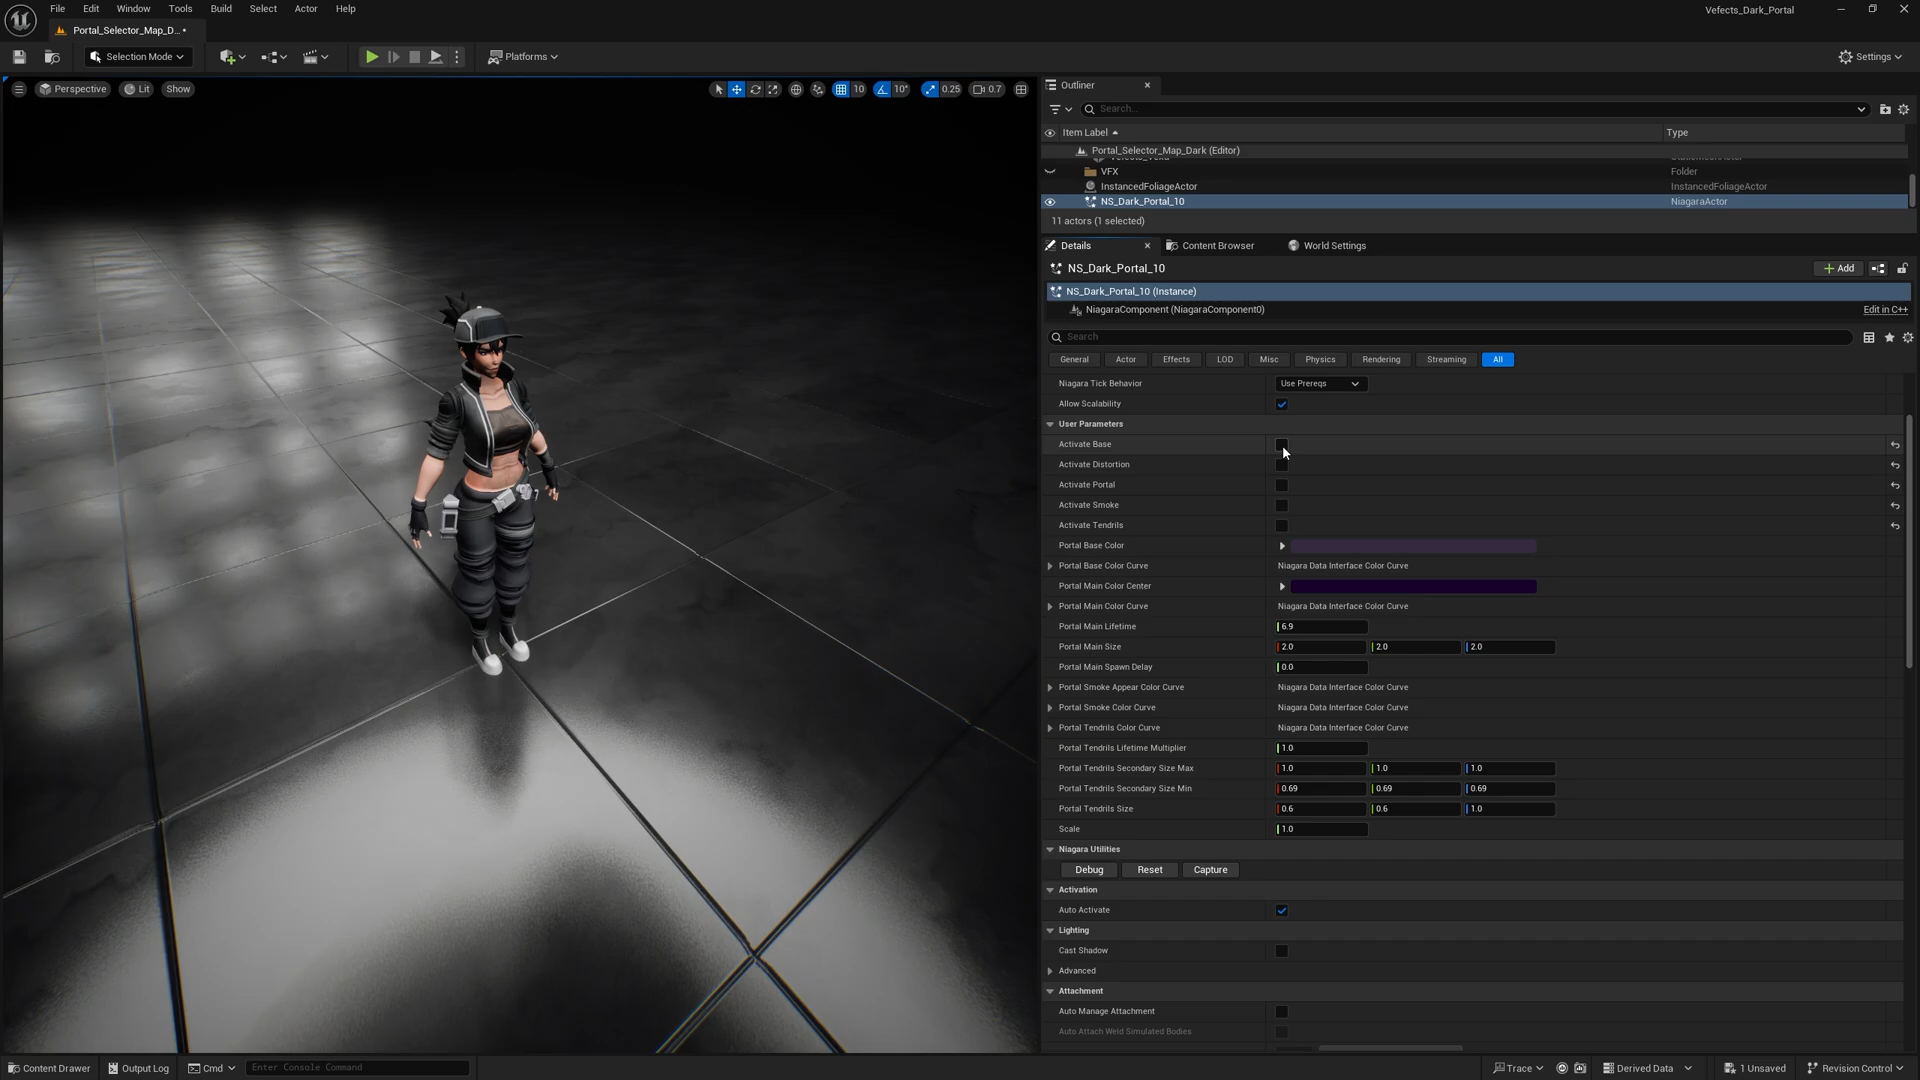 File Edit Window Tools Build Select Actor Help
Vefects_Dark_Portal
Portal_Selector_Map_D... •
Selection Mode
Platforms
Settings
Perspective Lit Show
10 10° 0.25 0.7
Outliner
Search...
Item Label Type
Portal_Selector_Map_Dark (Editor)
VFX Folder
InstancedFoliageActor InstancedFoliageActor
NS_Dark_Portal_10 NiagaraActor
11 actors (1 selected)
Details Content Browser World Settings
NS_Dark_Portal_10 Add
NS_Dark_Portal_10 (Instance)
NiagaraComponent (NiagaraComponent0) Edit in C++
Search
General Actor Effects LOD Misc Physics Rendering Streaming All
Niagara Tick Behavior Use Prereqs
Allow Scalability
User Parameters
Activate Base
Activate Distortion
Activate Portal
Activate Smoke
Activate Tendrils
Portal Base Color
Portal Base Color Curve Niagara Data Interface Color Curve
Portal Main Color Center
Portal Main Color Curve Niagara Data Interface Color Curve
Portal Main Lifetime 6.9
Portal Main Size 2.0 2.0 2.0
Portal Main Spawn Delay 0.0
Portal Smoke Appear Color Curve Niagara Data Interface Color Curve
Portal Smoke Color Curve Niagara Data Interface Color Curve
Portal Tendrils Color Curve Niagara Data Interface Color Curve
Portal Tendrils Lifetime Multiplier 1.0
Portal Tendrils Secondary Size Max 1.0 1.0 1.0
Portal Tendrils Secondary Size Min 0.69 0.69 0.69
Portal Tendrils Size 0.6 0.6 1.0
Scale 1.0
Niagara Utilities
Debug Reset Capture
Activation
Auto Activate
Lighting
Cast Shadow
Advanced
Attachment
Auto Manage Attachment
Auto Attach Weld Simulated Bodies
Content Drawer Output Log Cmd Enter Console Command Trace Derived Data 1 Unsaved Revision Control